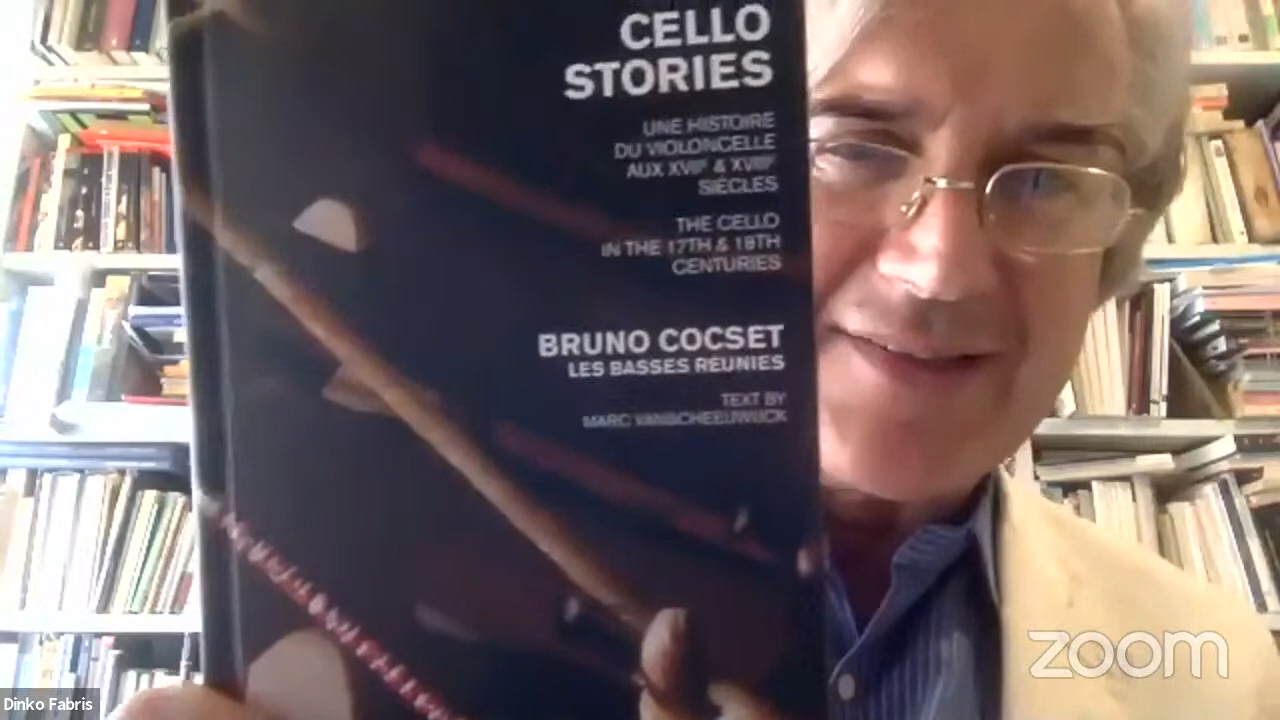 CELLO
STORIES
UNE HISTOIRE
DU VIOLONCELLE
AUX XVIIᵉ & XVIIIᵉ
SIÈCLES
THE CELLO
IN THE 17TH & 18TH
CENTURIES
BRUNO COCSET
LES BASSES RÉUNIES
TEXT BY
MARC VANSCHEEUWIJCK
zoom
Dinko Fabris